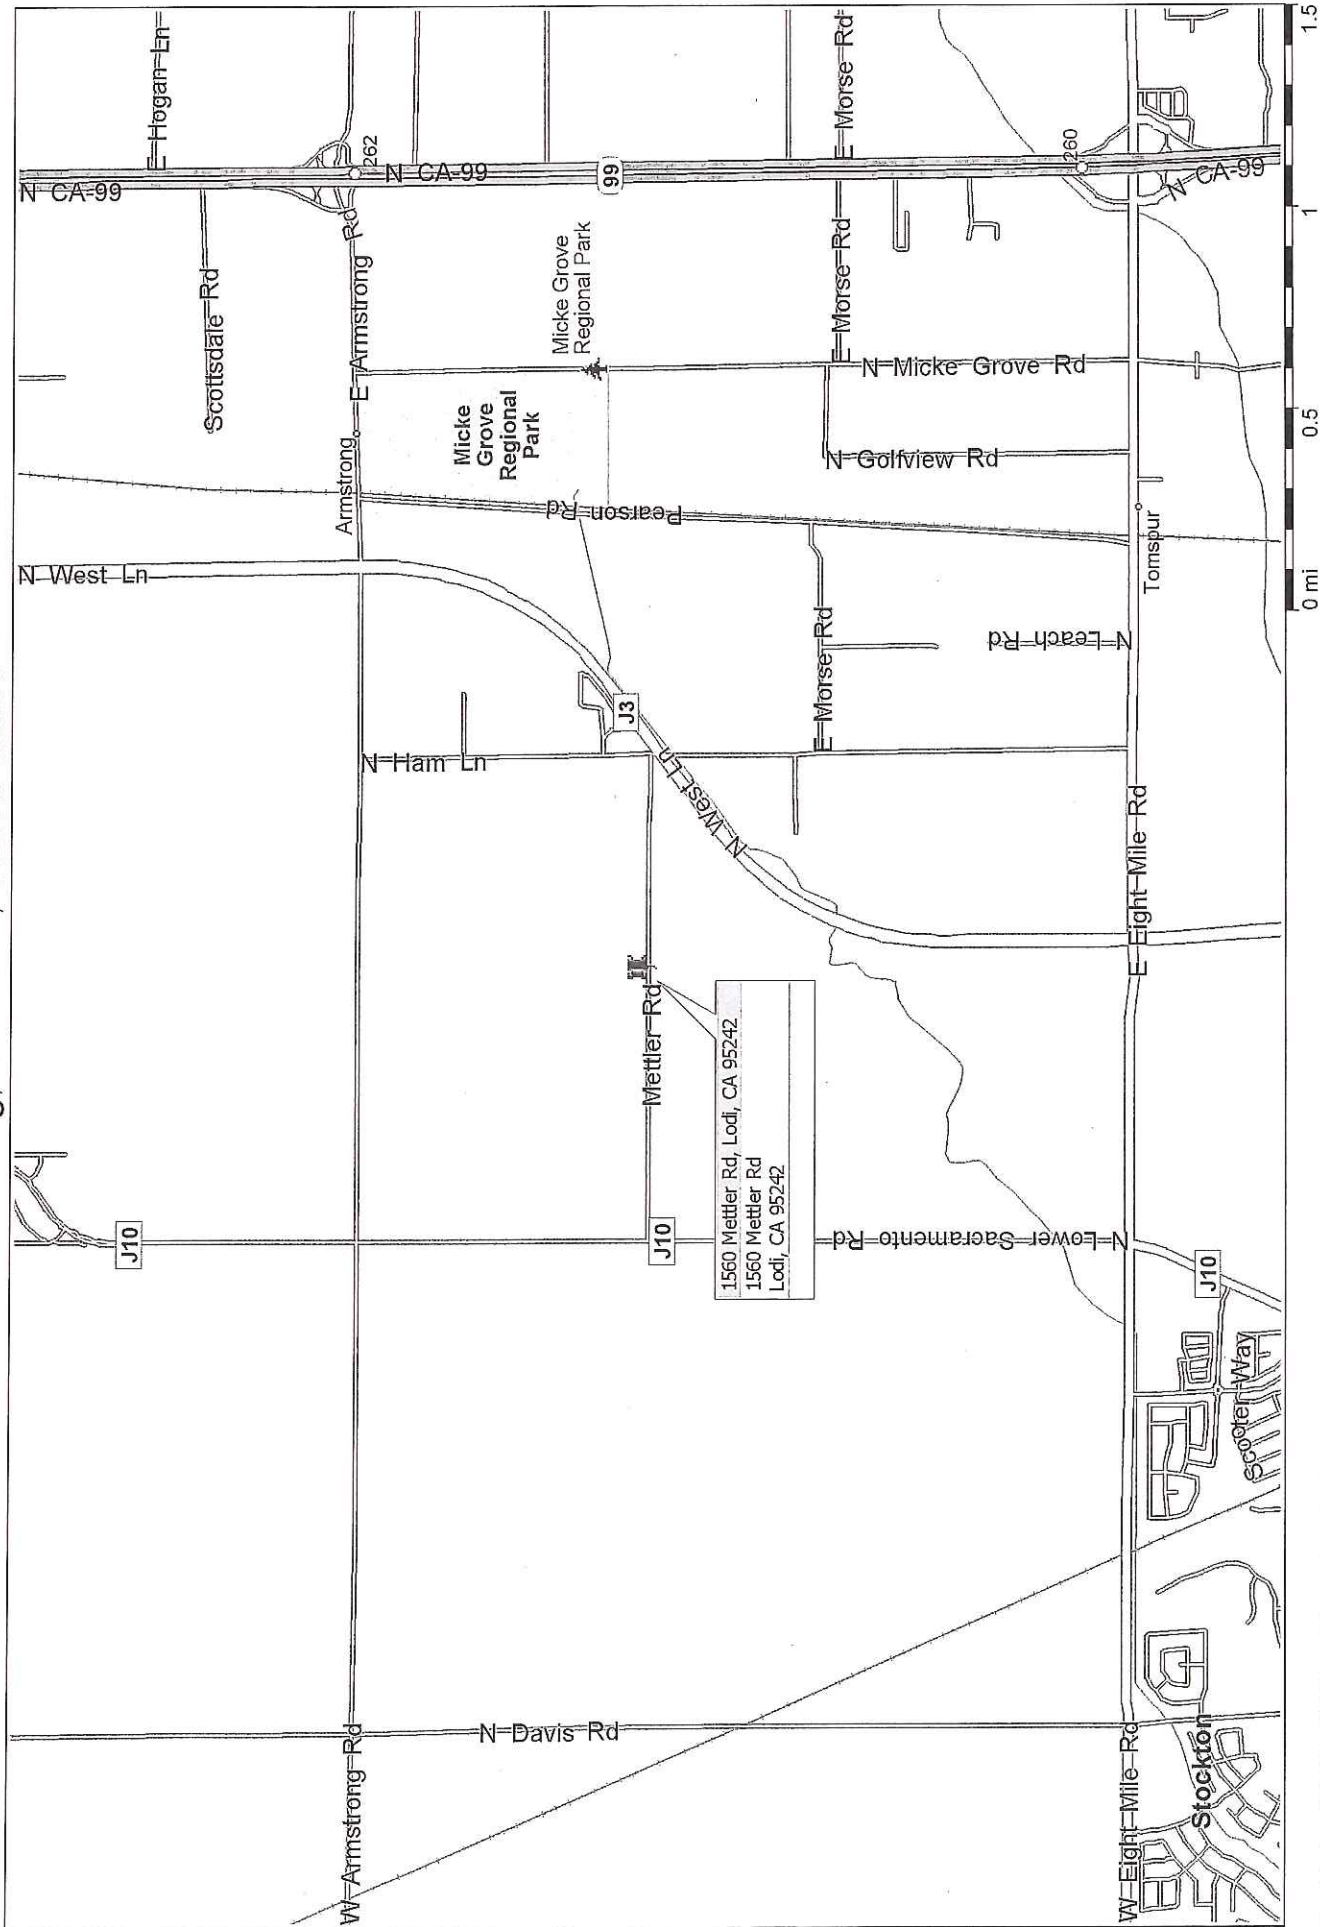 E Hogan Ln
N CA-99
262
N CA-99
99
Scottsdale Rd
E Armstrong Rd
Armstrong
Micke Grove
Regional Park
Micke
Grove
Regional
Park
E Morse Rd
E Morse Rd
260
N CA-99
N Micke Grove Rd
N Golfview Rd
Pearson Rd
N West Ln
Tomspur
N Leach Rd
E Morse Rd
J3
N Ham Ln
N West Ln
E Eight Mile Rd
Mettler Rd
1560 Mettler Rd, Lodi, CA 95242
1560 Mettler Rd
Lodi, CA 95242
J10
J10
N Lower Sacramento Rd
J10
Scooter Way
N Davis Rd
W Armstrong Rd
W Eight Mile Rd
Stockton
0 mi 0.5 1 1.5